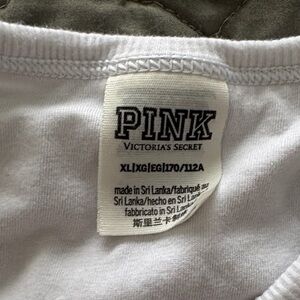 PINK
VICTORIA'S SECRET
XL|XG|EG|170/112A
made in Sri Lanka/fabriqué au
Sri Lanka/hecho en Sri Lanka/
fabbricato in Sri Lanka
斯里兰卡制